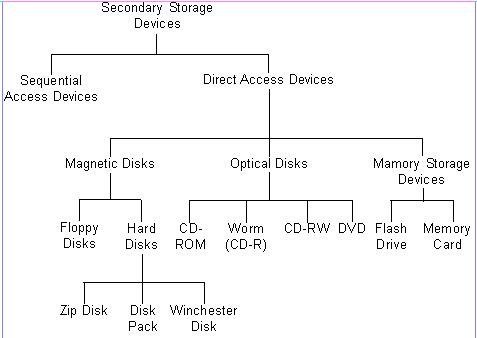 Secondary Storage
Devices
Sequential
Access Devices
Direct Access Devices
Magnetic Disks
Optical Disks
Mamory Storage
Devices
Floppy
Disks
Hard
Disks
CD-
ROM
Worm
(CD-R)
CD-RW
DVD
Flash
Drive
Memory
Card
Zip Disk
Disk
Pack
Winchester
Disk